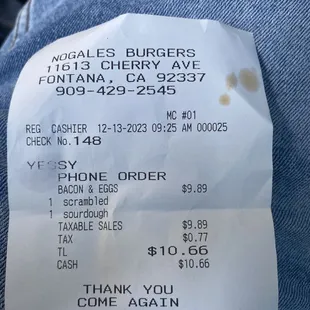 NOGALES BURGERS
11613 CHERRY AVE
FONTANA, CA 92337
909-429-2545
MC #01
REG CASHIER 12-13-2023 09:25 AM 000025
CHECK No.148
YESSY
PHONE ORDER
BACON & EGGS $9.89
1 scrambled
1 sourdough
TAXABLE SALES $9.89
TAX $0.77
TL $10.66
CASH $10.66
THANK YOU
COME AGAIN